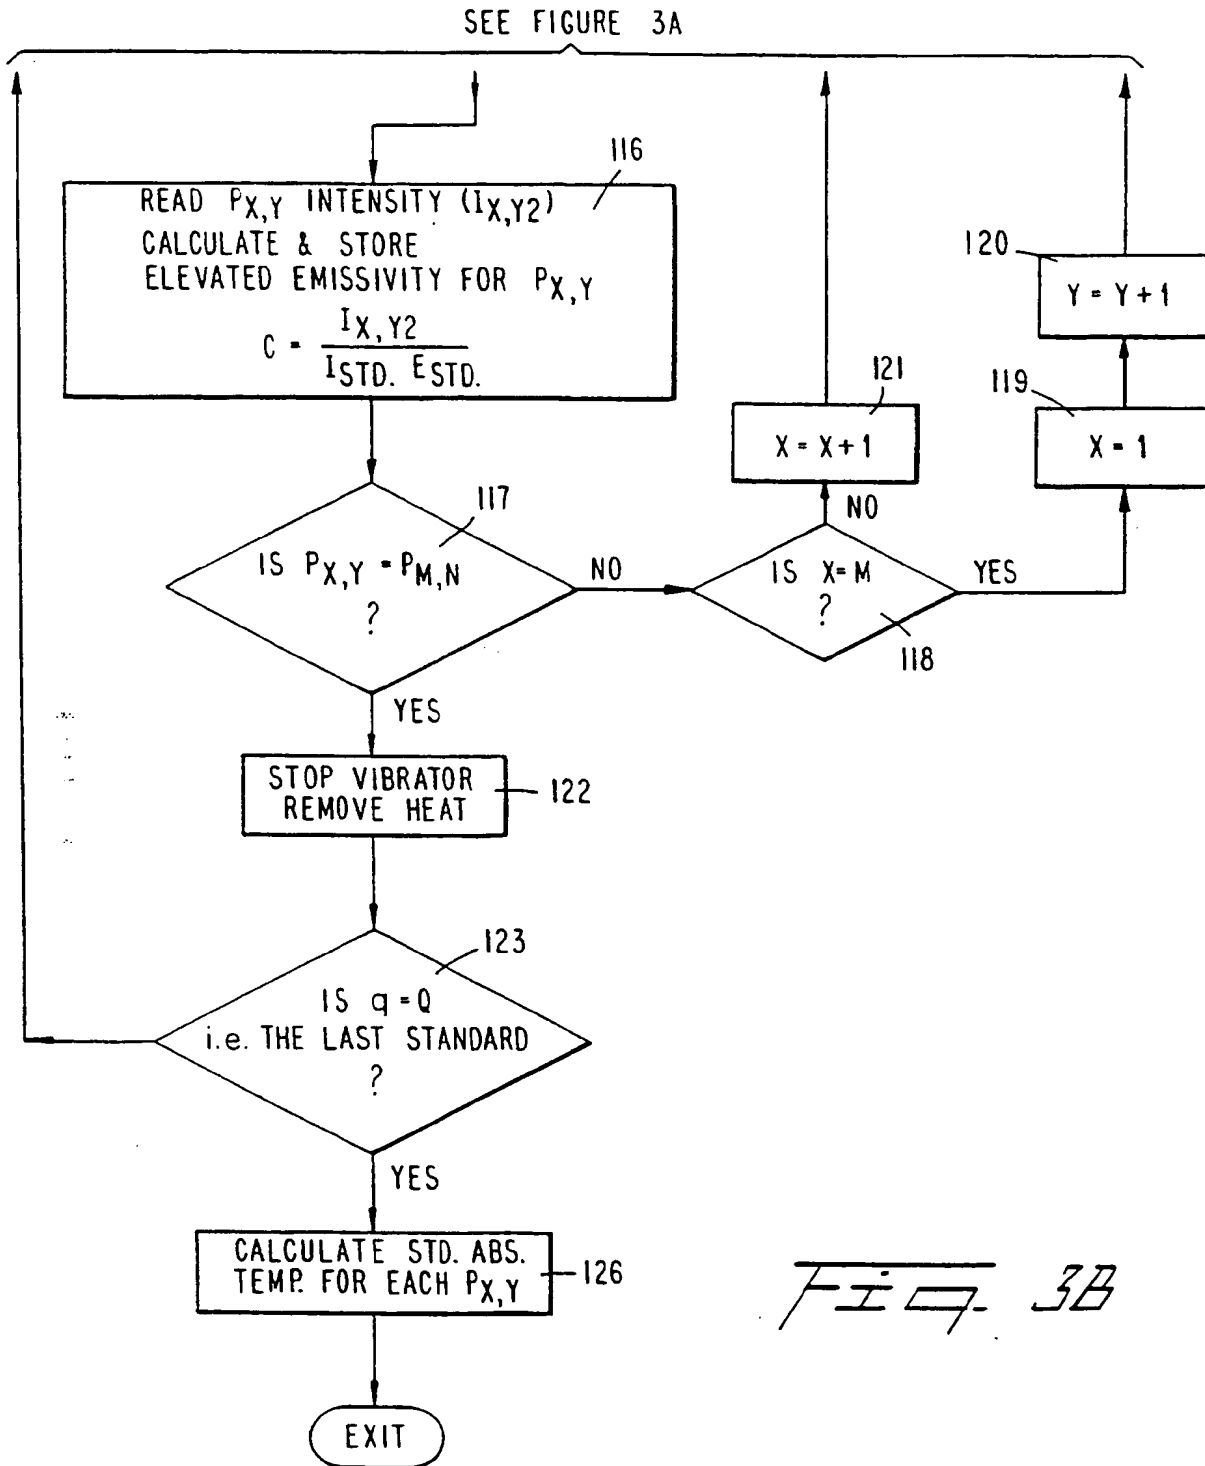 SEE FIGURE 3A
116
READ PX,Y INTENSITY (IX,Y2)
CALCULATE & STORE
ELEVATED EMISSIVITY FOR PX,Y
C = IX,Y2
ISTD. ESTD.
120
Y = Y + 1
121
X = X + 1
119
X = 1
117
IS PX,Y = PM,N
?
NO
NO
IS X = M
?
118
YES
YES
STOP VIBRATOR
REMOVE HEAT
122
123
IS q = Q
i.e. THE LAST STANDARD
?
YES
CALCULATE STD. ABS.
TEMP. FOR EACH PX,Y
126
EXIT
Fig. 3B